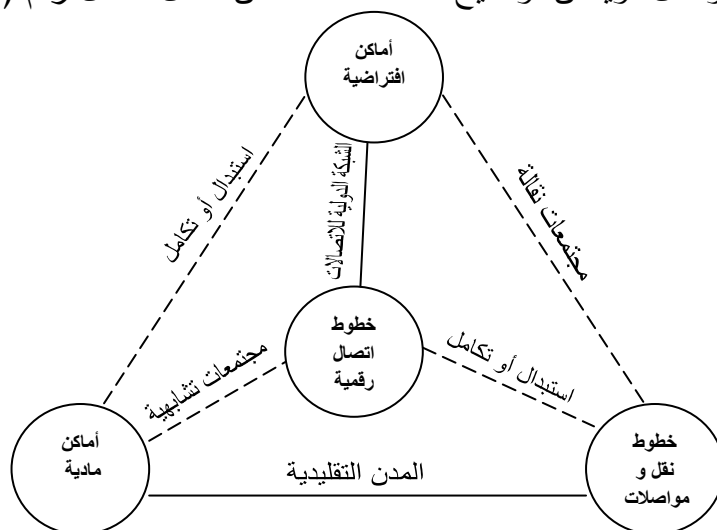 أماكن
افتراضية
استبدال أو تكامل
الشبكة الدولية للاتصالات
مجتمعات نقالة
خطوط
اتصال
رقمية
مجتمعات تشابهية
استبدال أو تكامل
أماكن
مادية
المدن التقليدية
خطوط
نقل و
مواصلات